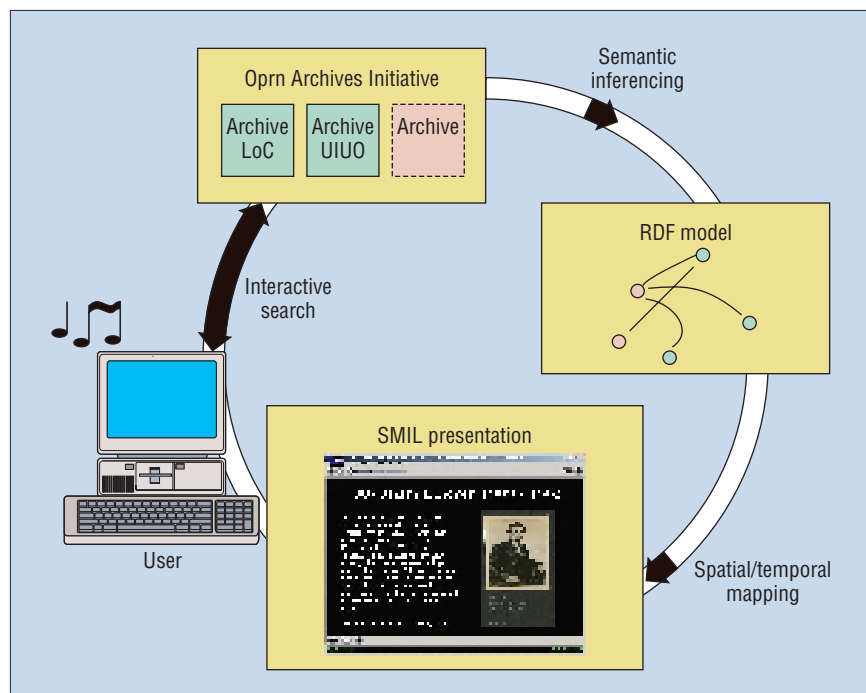 Oprn Archives Initiative
Archive
LoC
Archive
UIUO
Archive
Semantic
inferencing
RDF model
Interactive
search
User
SMIL presentation
Spatial/temporal
mapping